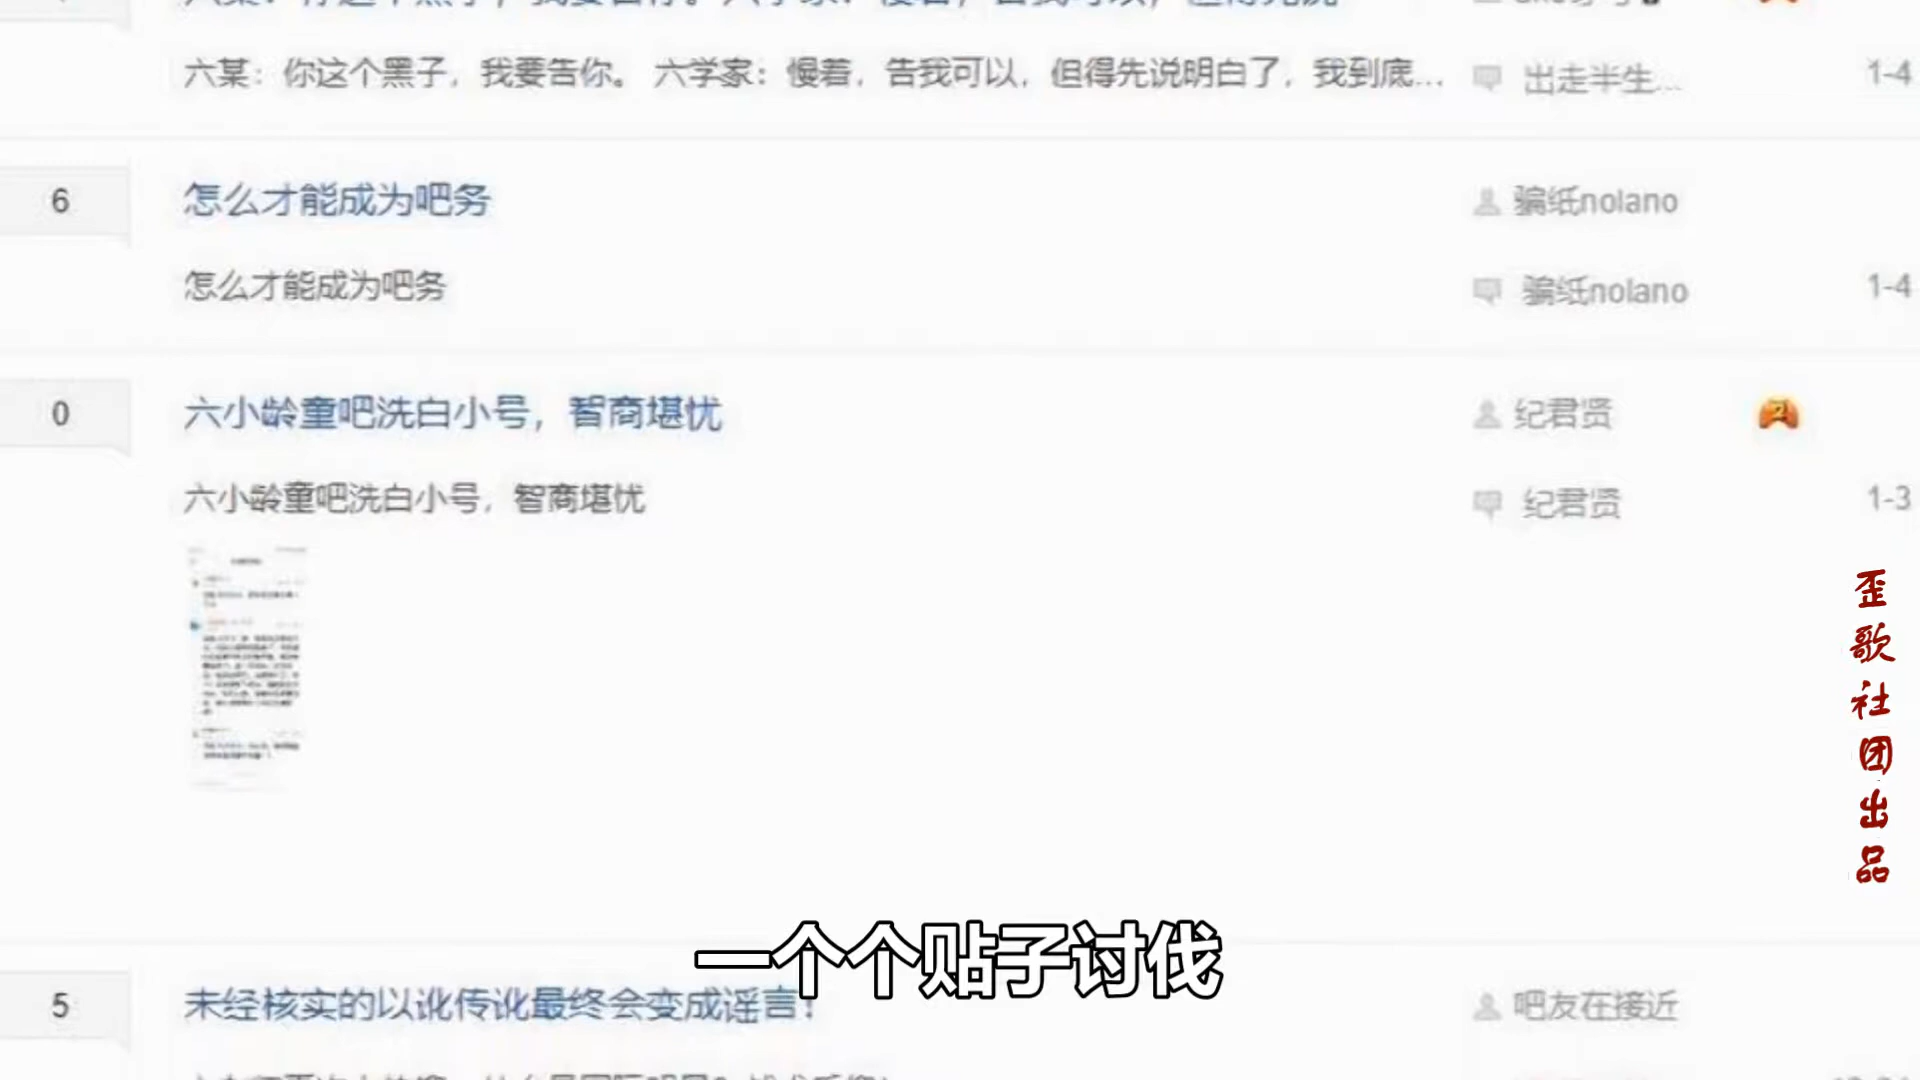 六某：你这个黑子，我要告你。六学家：慢着，告我可以，但得先说明白了，我到底...
出走半生...
1-4
6
怎么才能成为吧务
骗纸nolano
怎么才能成为吧务
骗纸nolano
1-4
0
六小龄童吧洗白小号，智商堪忧
纪君贤
六小龄童吧洗白小号，智商堪忧
纪君贤
1-3
歪歌社团出品
一个个贴子讨伐
5
未经核实的以讹传讹最终会变成谣言！
吧友在接近